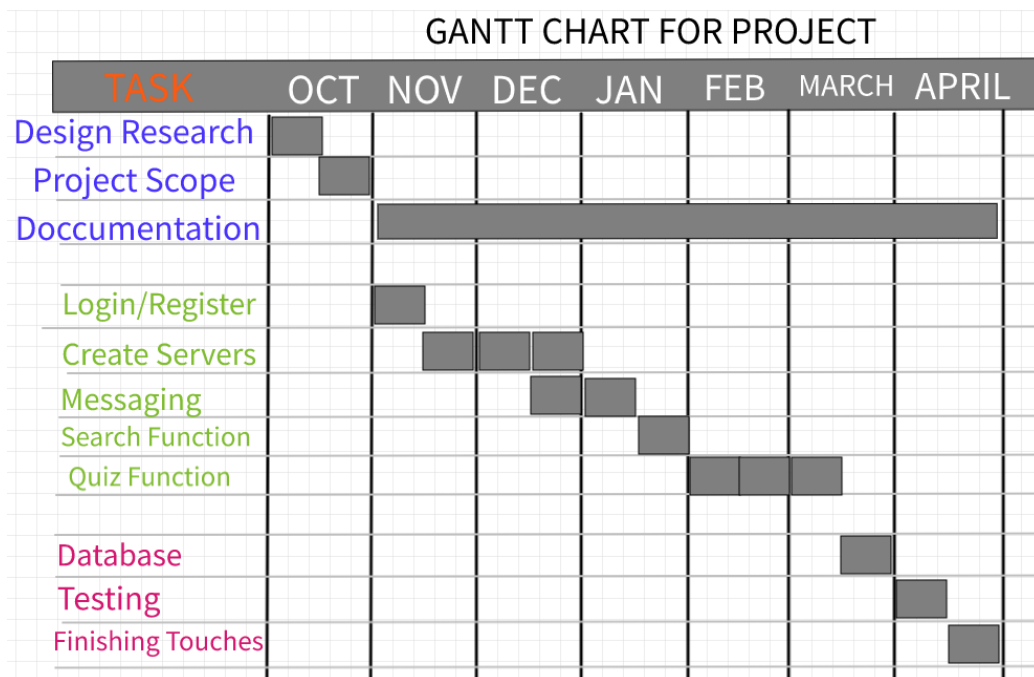 GANTT CHART FOR PROJECT
TASK OCT NOV DEC JAN FEB MARCH APRIL
Design Research
Project Scope
Doccumentation
Login/Register
Create Servers
Messaging
Search Function
Quiz Function
Database
Testing
Finishing Touches